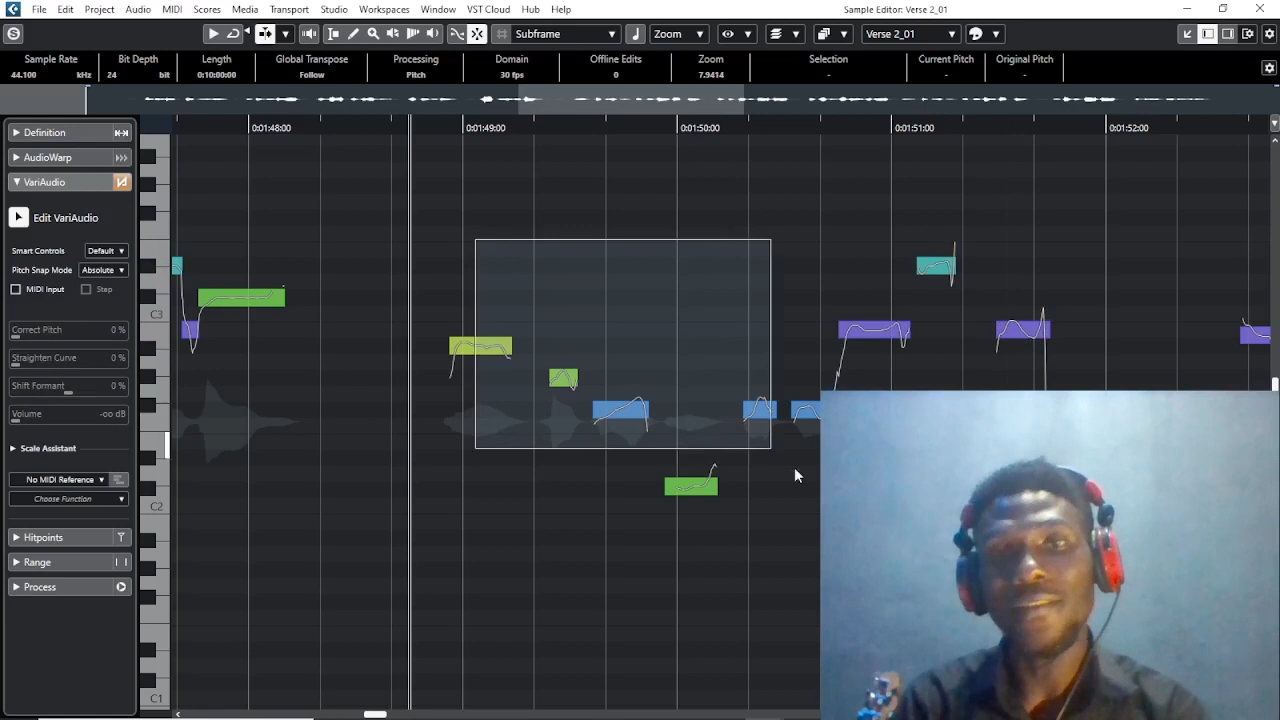 File Edit Project Audio MIDI Scores Media Transport Studio Workspaces Window VST Cloud Hub Help Sample Editor: Verse 2_01
Subframe Zoom Verse 2_01
Sample Rate Bit Depth Length Global Transpose Processing Domain Offline Edits Zoom Selection Current Pitch Original Pitch
44.100 kHz 24 bit 0:10:00:00 Follow Pitch 30 fps 0 7.9414 - - -
0:01:48:00 0:01:49:00 0:01:50:00 0:01:51:00 0:01:52:00
Definition
AudioWarp
VariAudio
Edit VariAudio
Smart Controls Default
Pitch Snap Mode Absolute
MIDI Input Step
C3
Correct Pitch 0 %
Straighten Curve 0 %
Shift Formant 0 %
Volume -oo dB
Scale Assistant
No MIDI Reference
Choose Function
C2
Hitpoints
Range
Process
C1